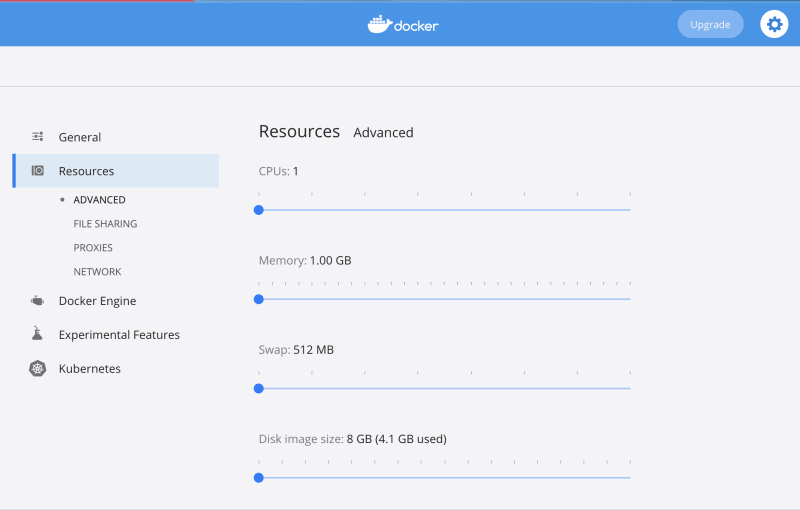 docker
Upgrade
General
Resources
ADVANCED
FILE SHARING
PROXIES
NETWORK
Docker Engine
Experimental Features
Kubernetes
Resources Advanced
CPUs: 1
Memory: 1.00 GB
Swap: 512 MB
Disk image size: 8 GB (4.1 GB used)